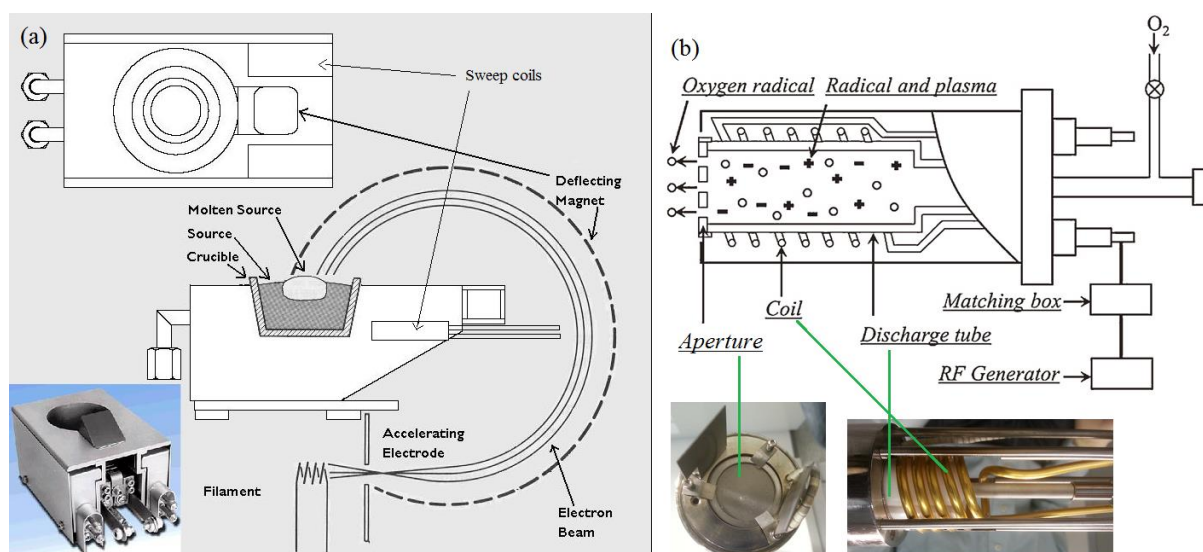 (a)
Sweep coils
Deflecting
Magnet
Molten Source
Source
Crucible
Accelerating
Electrode
Filament
Electron
Beam
(b)
O₂
Oxygen radical
Radical and plasma
Coil
Matching box
Aperture
Discharge tube
RF Generator